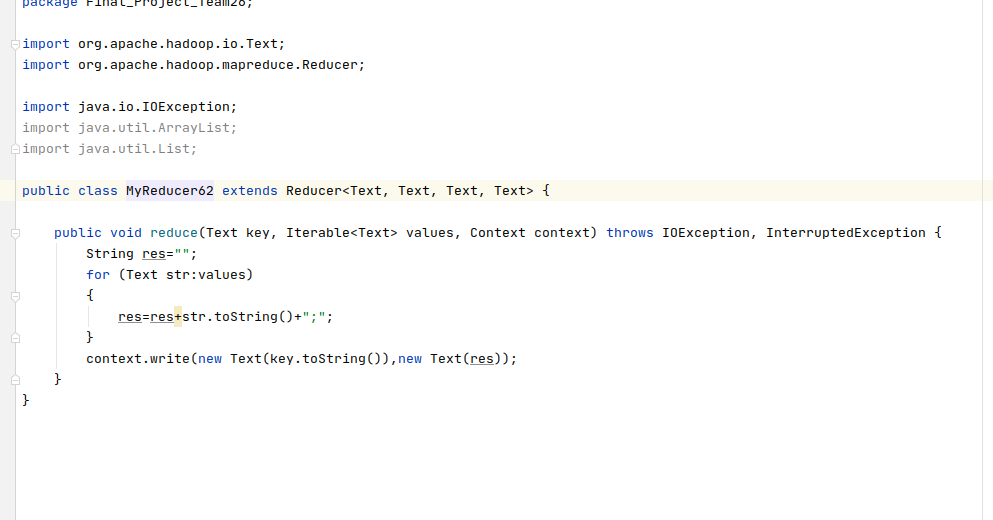 package Final_Project_Team26;
import org.apache.hadoop.io.Text;
import org.apache.hadoop.mapreduce.Reducer;
import java.io.IOException;
import java.util.ArrayList;
import java.util.List;
public class MyReducer62 extends Reducer<Text, Text, Text, Text> {
public void reduce(Text key, Iterable<Text> values, Context context) throws IOException, InterruptedException {
String res="";
for (Text str:values)
{
res=res+str.toString()+";";
}
context.write(new Text(key.toString()),new Text(res));
}
}